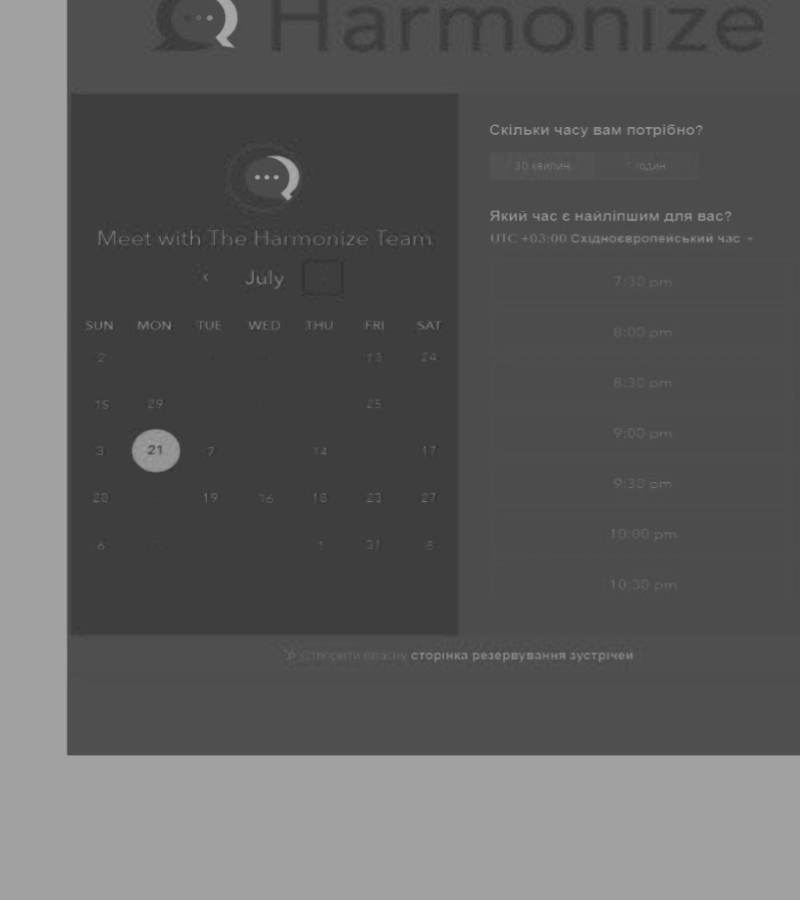 Harmonize
Meet with The Harmonize Team
‹ July
SUN MON TUE WED THU FRI SAT
2 13 24
15 29 25
3 21 7 14 17
28 19 16 18 23 27
6 1 31 8
Скільки часу вам потрібно?
30 хвилин 1 годин
Який час є найліпшим для вас?
UTC +03:00 Східноєвропейський час
7:30 pm
8:00 pm
8:30 pm
9:00 pm
9:30 pm
10:00 pm
10:30 pm
Створити власну сторінка резервування зустрічей